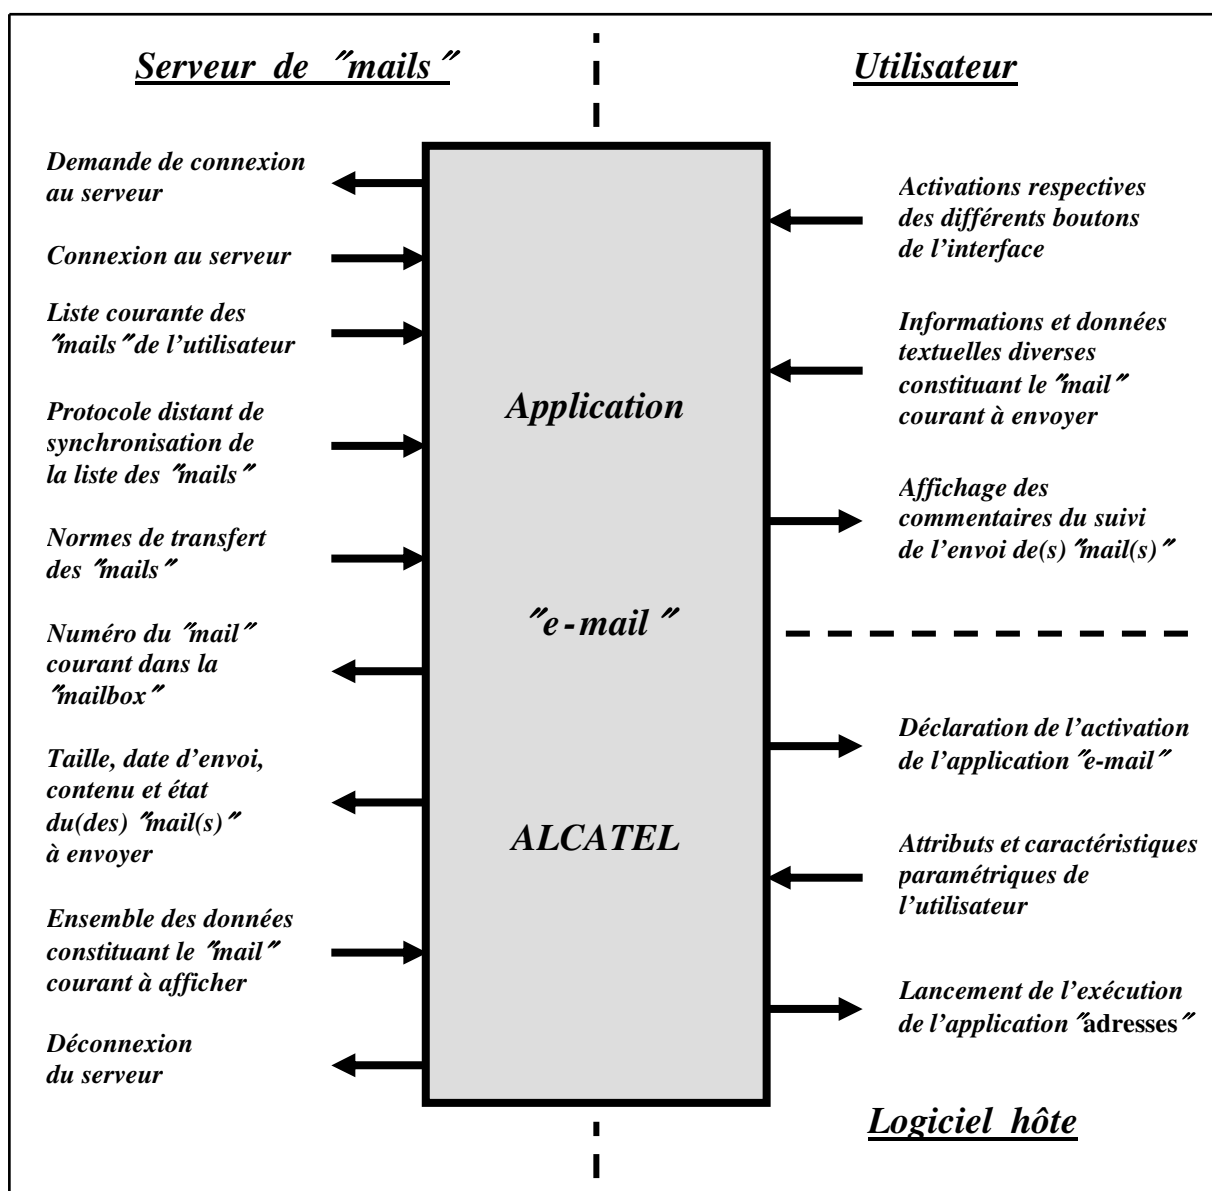 Serveur de "mails"
Utilisateur
Demande de connexion
au serveur
Connexion au serveur
Liste courante des
"mails" de l'utilisateur
Protocole distant de
synchronisation de
la liste des "mails"
Normes de transfert
des "mails"
Numéro du "mail"
courant dans la
"mailbox"
Taille, date d'envoi,
contenu et état
du(des) "mail(s)"
à envoyer
Ensemble des données
constituant le "mail"
courant à afficher
Déconnexion
du serveur
Application
"e-mail"
ALCATEL
Activations respectives
des différents boutons
de l'interface
Informations et données
textuelles diverses
constituant le "mail"
courant à envoyer
Affichage des
commentaires du suivi
de l'envoi de(s) "mail(s)"
Déclaration de l'activation
de l'application "e-mail"
Attributs et caractéristiques
paramétriques de
l'utilisateur
Lancement de l'exécution
de l'application "adresses"
Logiciel hôte